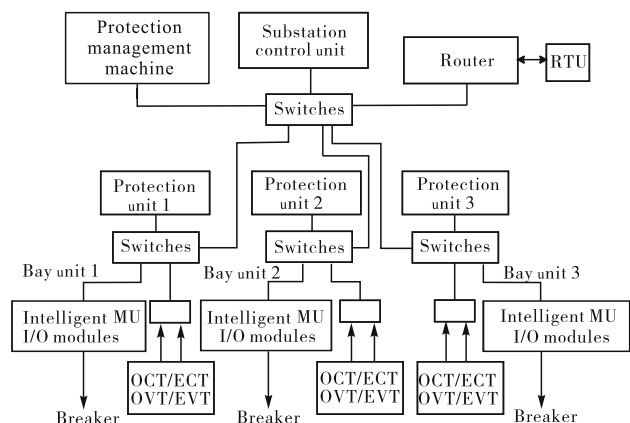 Protection
management
machine
Substation
control unit
Router
RTU
Switches
Protection
unit 1
Protection
unit 2
Protection
unit 3
Switches
Switches
Switches
Bay unit 1
Bay unit 2
Bay unit 3
Intelligent MU
I/O modules
Intelligent MU
I/O modules
Intelligent MU
I/O modules
OCT/ECT
OVT/EVT
OCT/ECT
OVT/EVT
OCT/ECT
OVT/EVT
Breaker
Breaker
Breaker